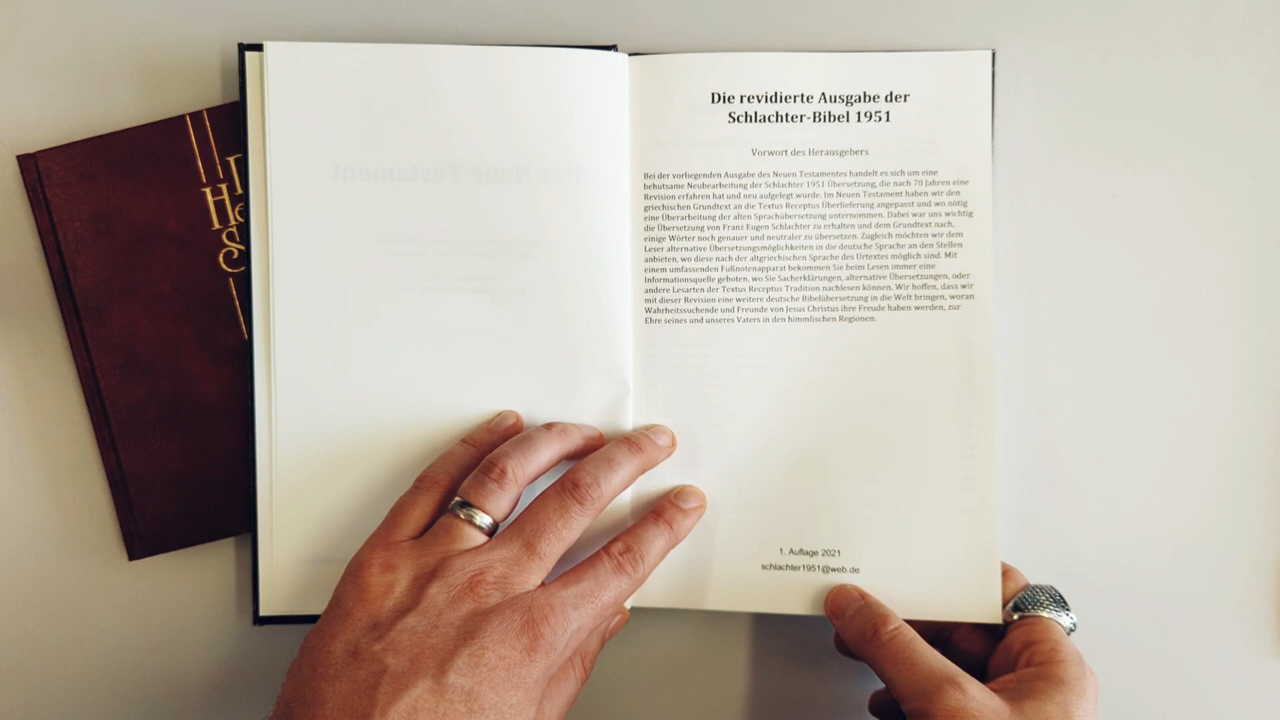 He
S
Die revidierte Ausgabe der
Schlachter-Bibel 1951
Vorwort des Herausgebers
Bei der vorliegenden Ausgabe des Neuen Testamentes handelt es sich um eine
behutsame Neubearbeitung der Schlachter 1951 Übersetzung, die nach 70 Jahren eine
Revision erfahren hat und neu aufgelegt wurde. Im Neuen Testament haben wir den
griechischen Grundtext an die Textus Receptus Überlieferung angepasst und wo nötig
eine Überarbeitung der alten Sprachübersetzung unternommen. Dabei war uns wichtig
die Übersetzung von Franz Eugen Schlachter zu erhalten und dem Grundtext nach,
einige Wörter noch genauer und neutraler zu übersetzen. Zugleich möchten wir dem
Leser alternative Übersetzungsmöglichkeiten in die deutsche Sprache an den Stellen
anbieten, wo diese nach der altgriechischen Sprache des Urtextes möglich sind. Mit
einem umfassenden Fußnotenapparat bekommen Sie beim Lesen immer eine
Informationsquelle geboten, wo Sie Sacherklärungen, alternative Übersetzungen, oder
andere Lesarten der Textus Receptus Tradition nachlesen können. Wir hoffen, dass wir
mit dieser Revision eine weitere deutsche Bibelübersetzung in die Welt bringen, woran
Wahrheitssuchende und Freunde von Jesus Christus ihre Freude haben werden, zur
Ehre seines und unseres Vaters in den himmlischen Regionen.
1. Auflage 2021
schlachter1951@web.de